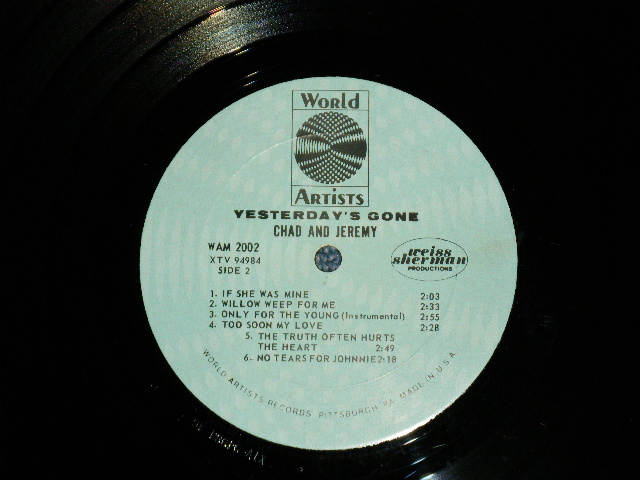 World
Artists
YESTERDAY'S GONE
CHAD AND JEREMY
WAM 2002
XTV 94984
SIDE 2
weiss
sherman
PRODUCTIONS
1. IF SHE WAS MINE 2:03
2. WILLOW WEEP FOR ME 2:33
3. ONLY FOR THE YOUNG (Instrumental) 2:55
4. TOO SOON MY LOVE 2:28
5. THE TRUTH OFTEN HURTS
THE HEART 2:49
6. NO TEARS FOR JOHNNIE 2:18
WORLD ARTISTS RECORDS PITTSBURGH, PA. MADE IN U.S.A.